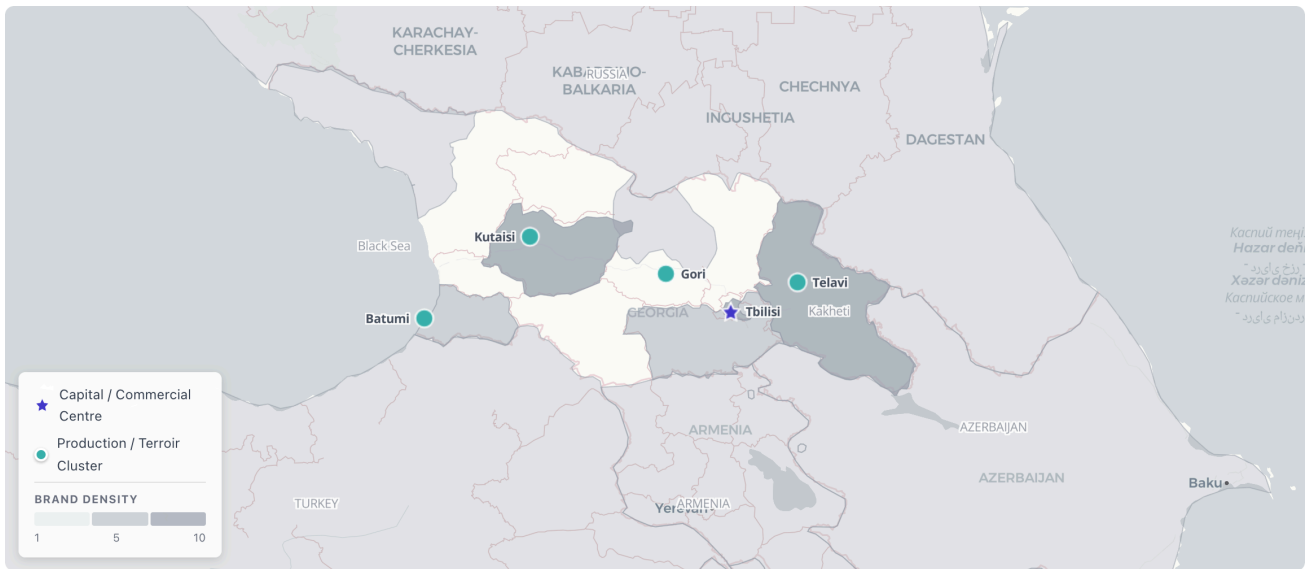 KARACHAY-
CHERKESIA
RUSSIA
KABARDINO-
BALKARIA
CHECHNYA
INGUSHETIA
DAGESTAN
Kutaisi
Black Sea
Каспий теңі
Hazar deňi
Xəzər dəniz
Каспийское м
Gori
Telavi
Batumi
GEORGIA
Tbilisi
Kakheti
ARMENIA
AZERBAIJAN
AZERBAIJAN
Baku
TURKEY
ARMENIA
Yerevan
Capital / Commercial
Centre
Production / Terroir
Cluster
BRAND DENSITY
1 5 10